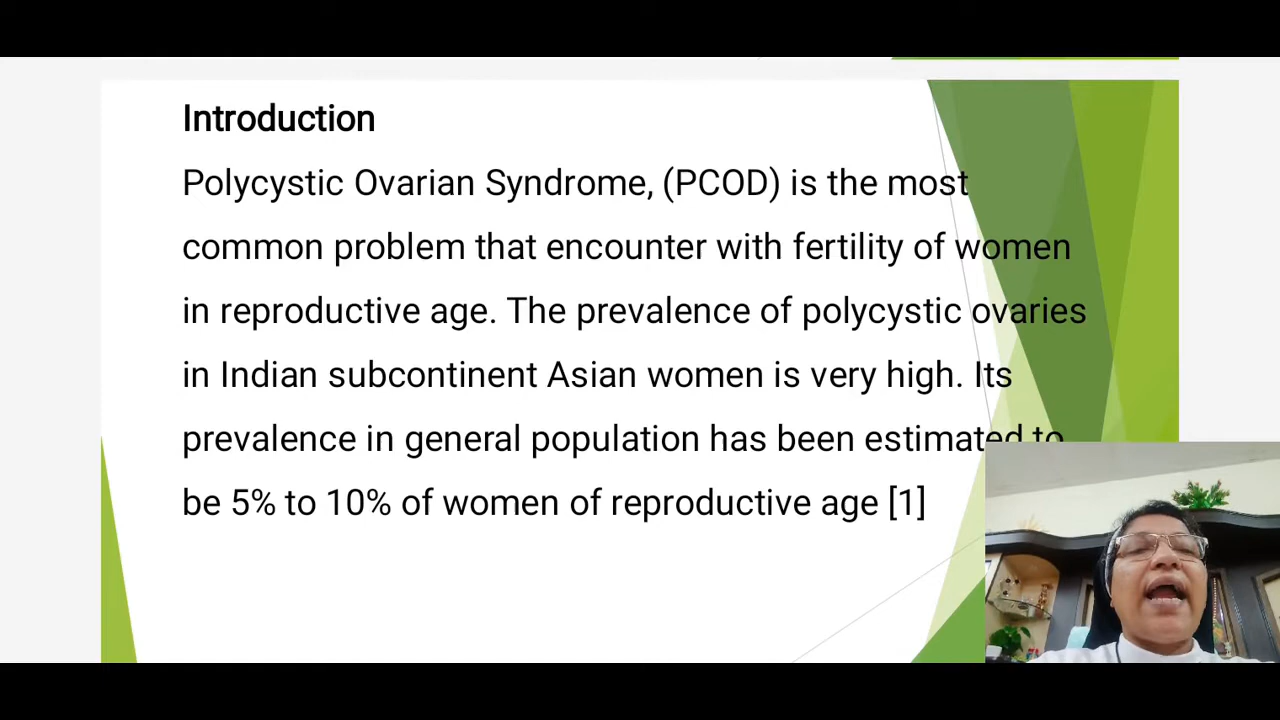 Introduction
Polycystic Ovarian Syndrome, (PCOD) is the most
common problem that encounter with fertility of women
in reproductive age. The prevalence of polycystic ovaries
in Indian subcontinent Asian women is very high. Its
prevalence in general population has been estimated to
be 5% to 10% of women of reproductive age [1]